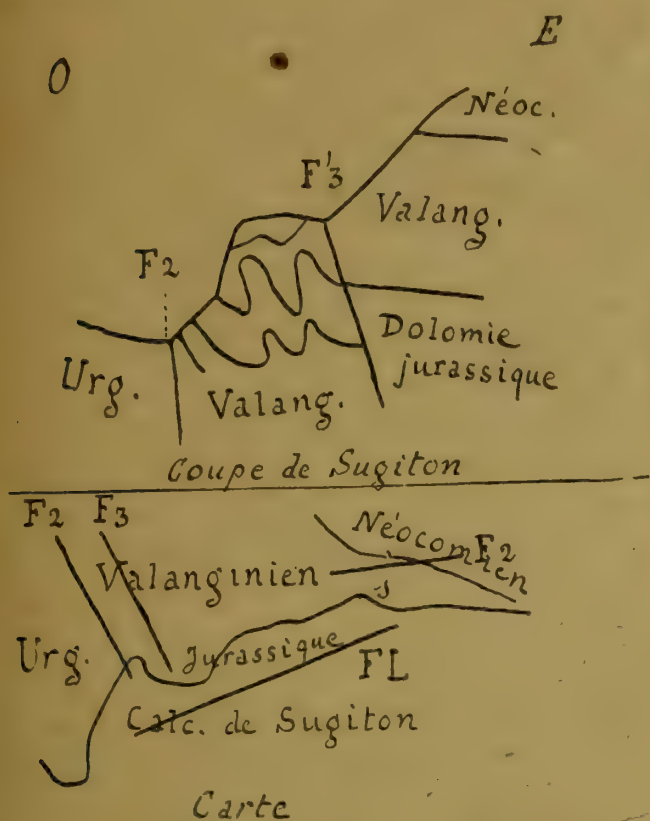 O
E
Néoc.
F'3
Valang.
F2
Dolomie
jurassique
Urg.
Valang.
Coupe de Sugiton
F2
F3
Néocomien
F2
Valanginien
Urg.
Jurassique
FL
Calc. de Sugiton
Carte